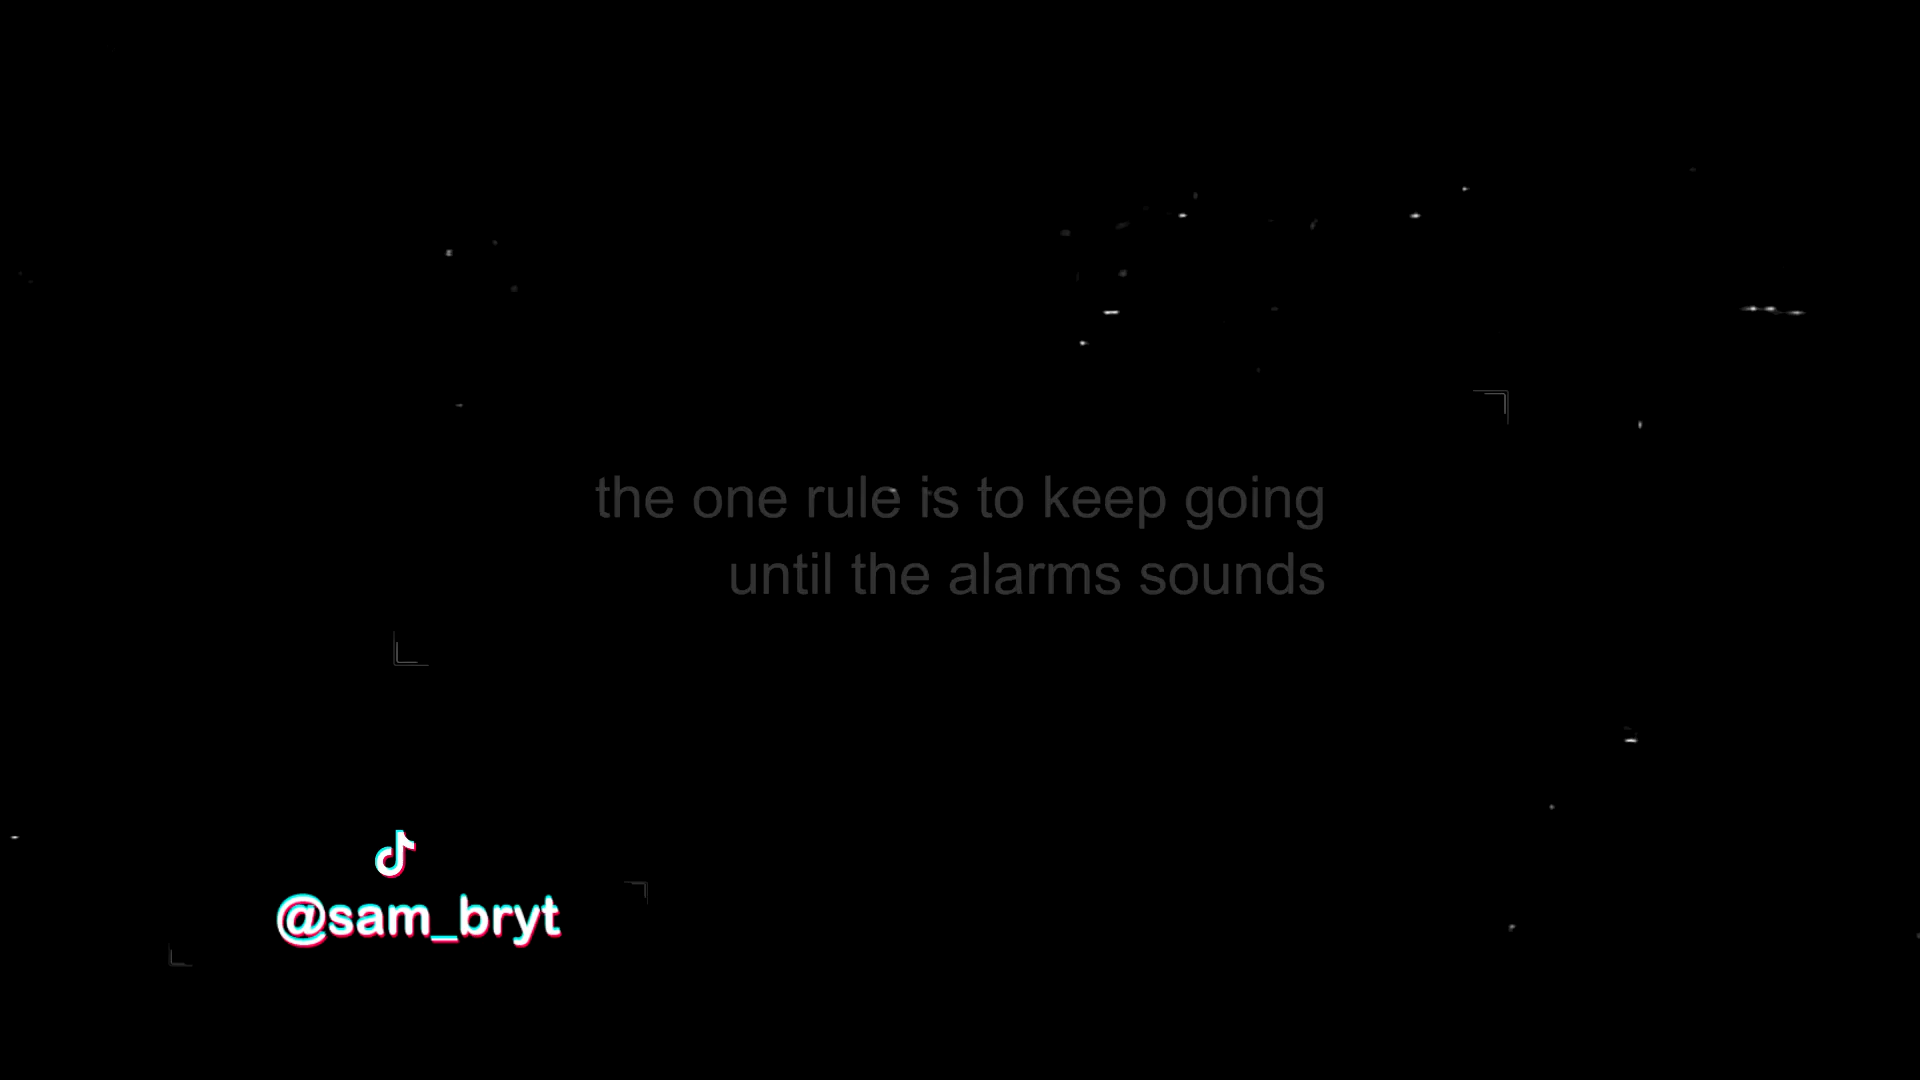 the one rule is to keep going
until the alarms sounds
@sam_bryt